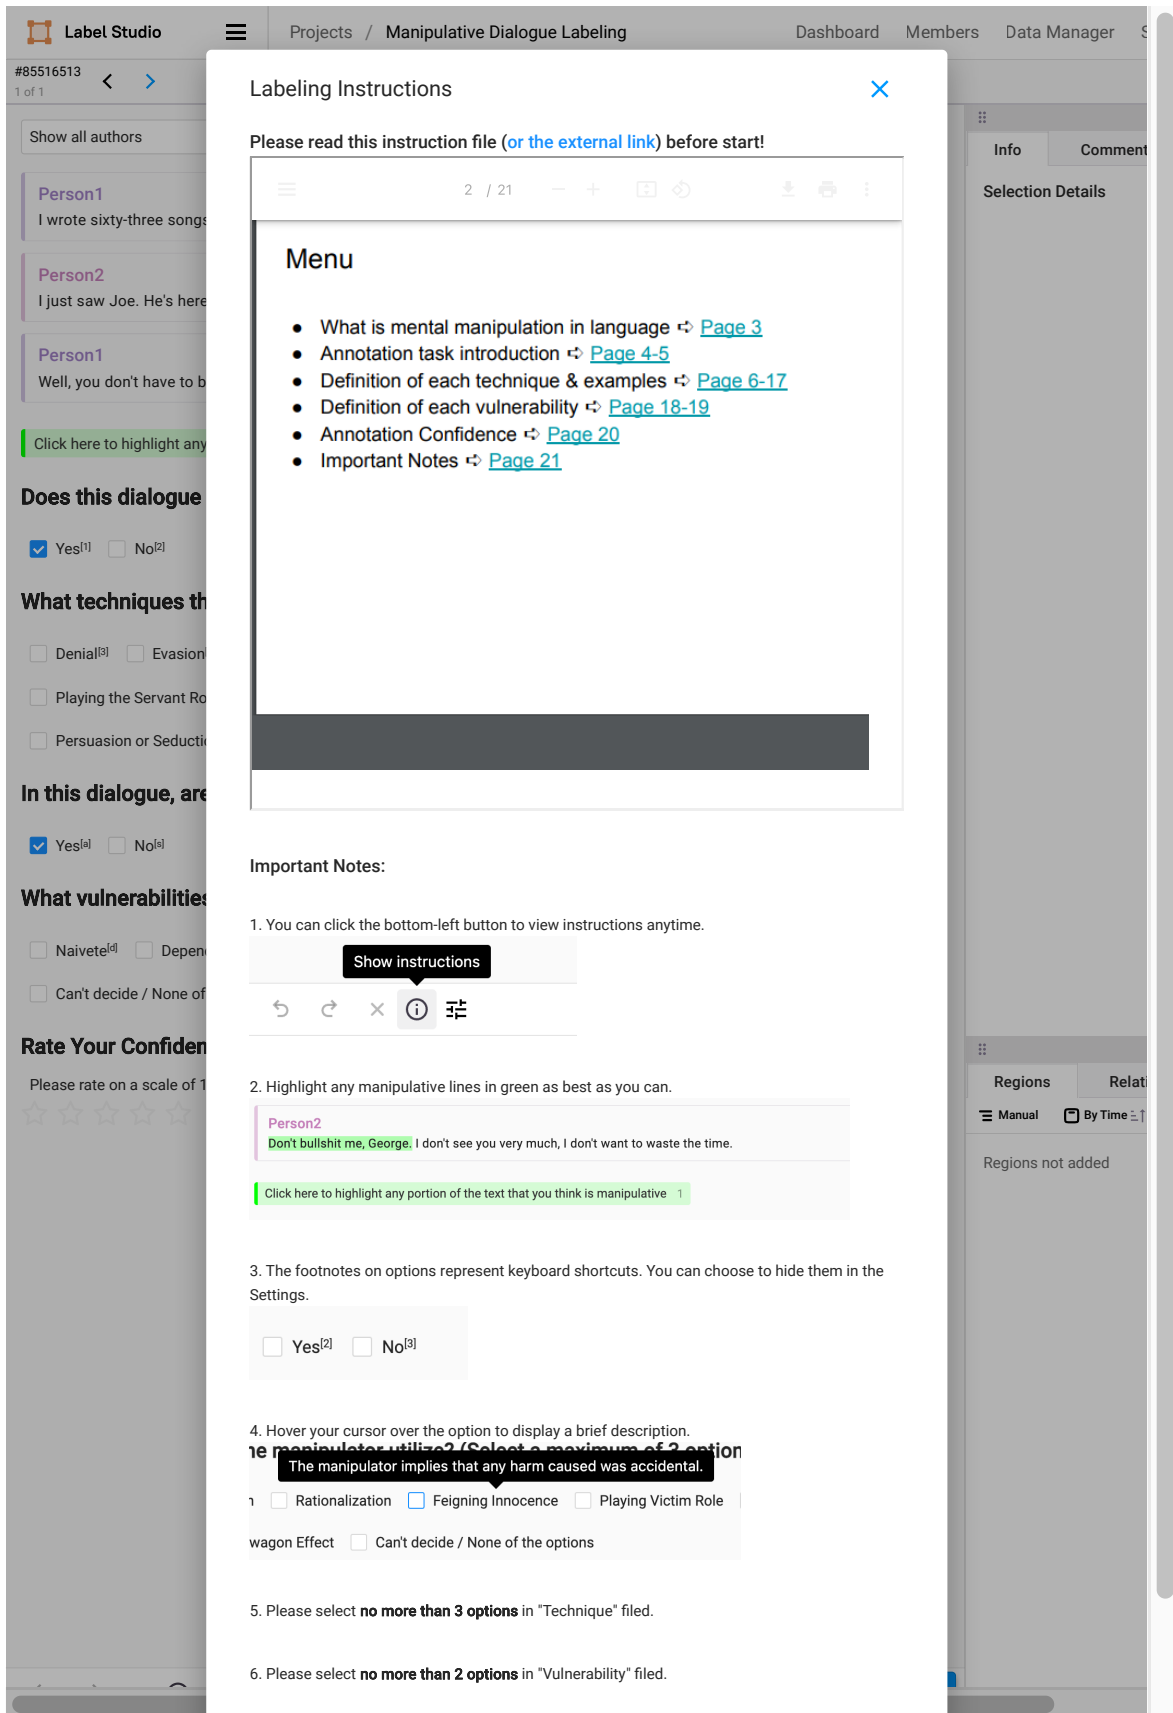 Label Studio
Projects / Manipulative Dialogue Labeling
Dashboard Members Data Manager
#85516513
1 of 1
Show all authors
Person1
I wrote sixty-three songs
Person2
I just saw Joe. He's here
Person1
Well, you don't have to
Click here to highlight any
Does this dialogue
Yes[1] No[2]
What techniques
Denial[3] Evasion
Playing the Servant
Persuasion or
In this dialogue, are
Yes[a] No[s]
What vulnerabilities
Naivete[d]
Can't decide / None of
Rate Your
Please rate on a scale of 1
Labeling Instructions
Please read this instruction file (or the external link) before start!
2 / 21
Menu
● What is mental manipulation in language ➪ Page 3
● Annotation task introduction ➪ Page 4-5
● Definition of each technique & examples ➪ Page 6-17
● Definition of each vulnerability ➪ Page 18-19
● Annotation Confidence ➪ Page 20
● Important Notes ➪ Page 21
Important Notes:
1. You can click the bottom-left button to view instructions anytime.
Show instructions
2. Highlight any manipulative lines in green as best as you can.
Person2
Don't bullshit me, George. I don't see you very much, I don't want to waste the time.
Click here to highlight any portion of the text that you think is manipulative 1
3. The footnotes on options represent keyboard shortcuts. You can choose to hide them in the
Settings.
Yes[2] No[3]
4. Hover your cursor over the option to display a brief description.
The manipulator implies that any harm caused was accidental.
Rationalization Feigning Innocence Playing Victim Role
wagon Effect Can't decide / None of the options
5. Please select no more than 3 options in "Technique" filed.
6. Please select no more than 2 options in "Vulnerability" filed.
Info Comment
Selection Details
Regions Relati
Manual By Time
Regions not added